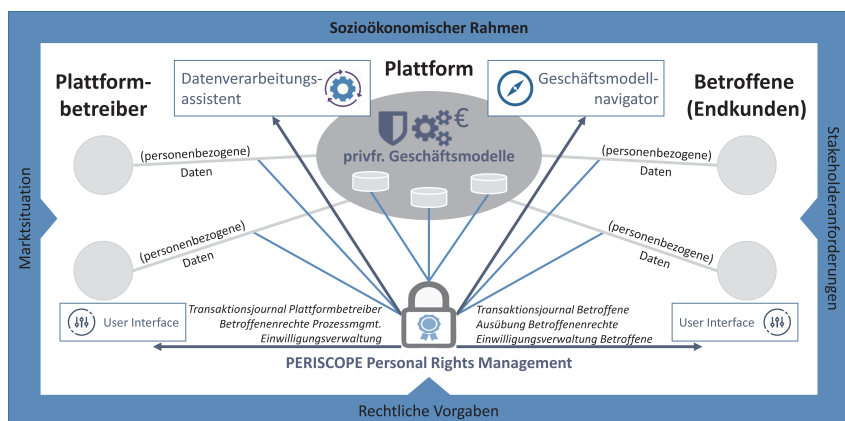 Sozioökonomischer Rahmen
Plattform-
betreiber
Datenverarbeitungs-
assistent
Plattform
Geschäftsmodell-
navigator
Betroffene
(Endkunden)
€
privfr. Geschäftsmodelle
(personenbezogene)
Daten
(personenbezogene)
Daten
(personenbezogene)
Daten
(personenbezogene)
Daten
Marktsituation
Stakeholderanforderungen
User Interface
Transaktionsjournal Plattformbetreiber
Betroffenenrechte Prozessmgmt.
Einwilligungsverwaltung
Transaktionsjournal Betroffene
Ausübung Betroffenenrechte
Einwilligungsverwaltung Betroffene
User Interface
PERISCOPE Personal Rights Management
Rechtliche Vorgaben